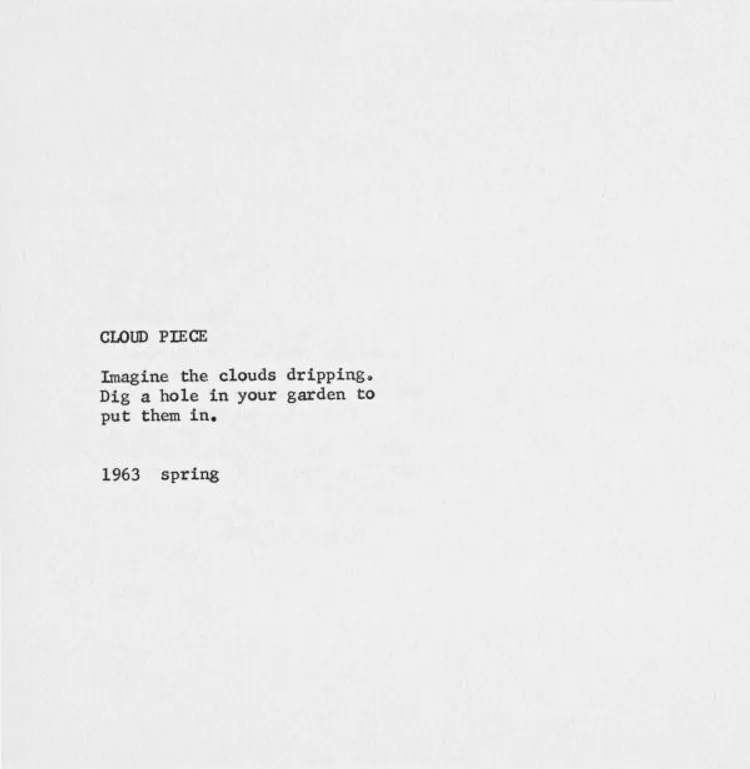 CLOUD PIECE
Imagine the clouds dripping.
Dig a hole in your garden to
put them in.
1963 spring